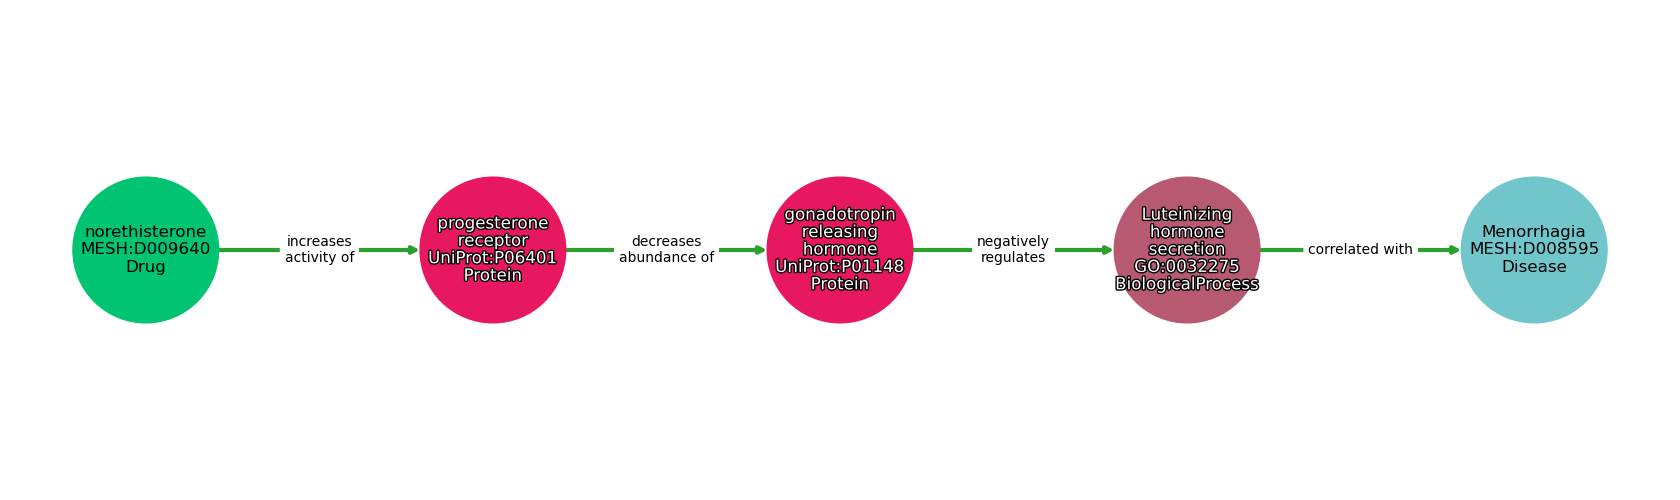 norethisterone
MESH:D009640
Drug
increases
activity of
progesterone
receptor
UniProt:P06401
Protein
decreases
abundance of
gonadotropin
releasing
hormone
UniProt:P01148
Protein
negatively
regulates
Luteinizing
hormone
secretion
GO:0032275
BiologicalProcess
correlated with
Menorrhagia
MESH:D008595
Disease